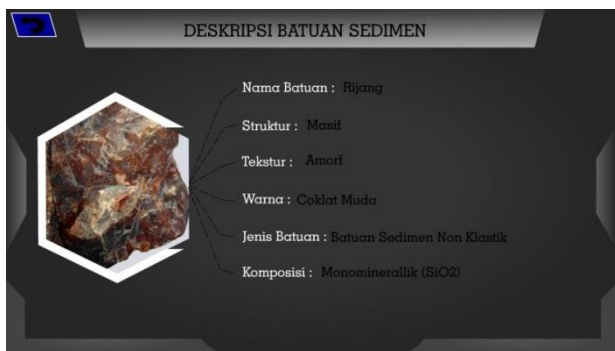 DESKRIPSI BATUAN SEDIMEN
Nama Batuan : Rijang
Struktur : Masif
Tekstur : Amorf
Warna : Coklat Muda
Jenis Batuan : Batuan Sedimen Non Klastik
Komposisi : Monominerallik (SiO2)